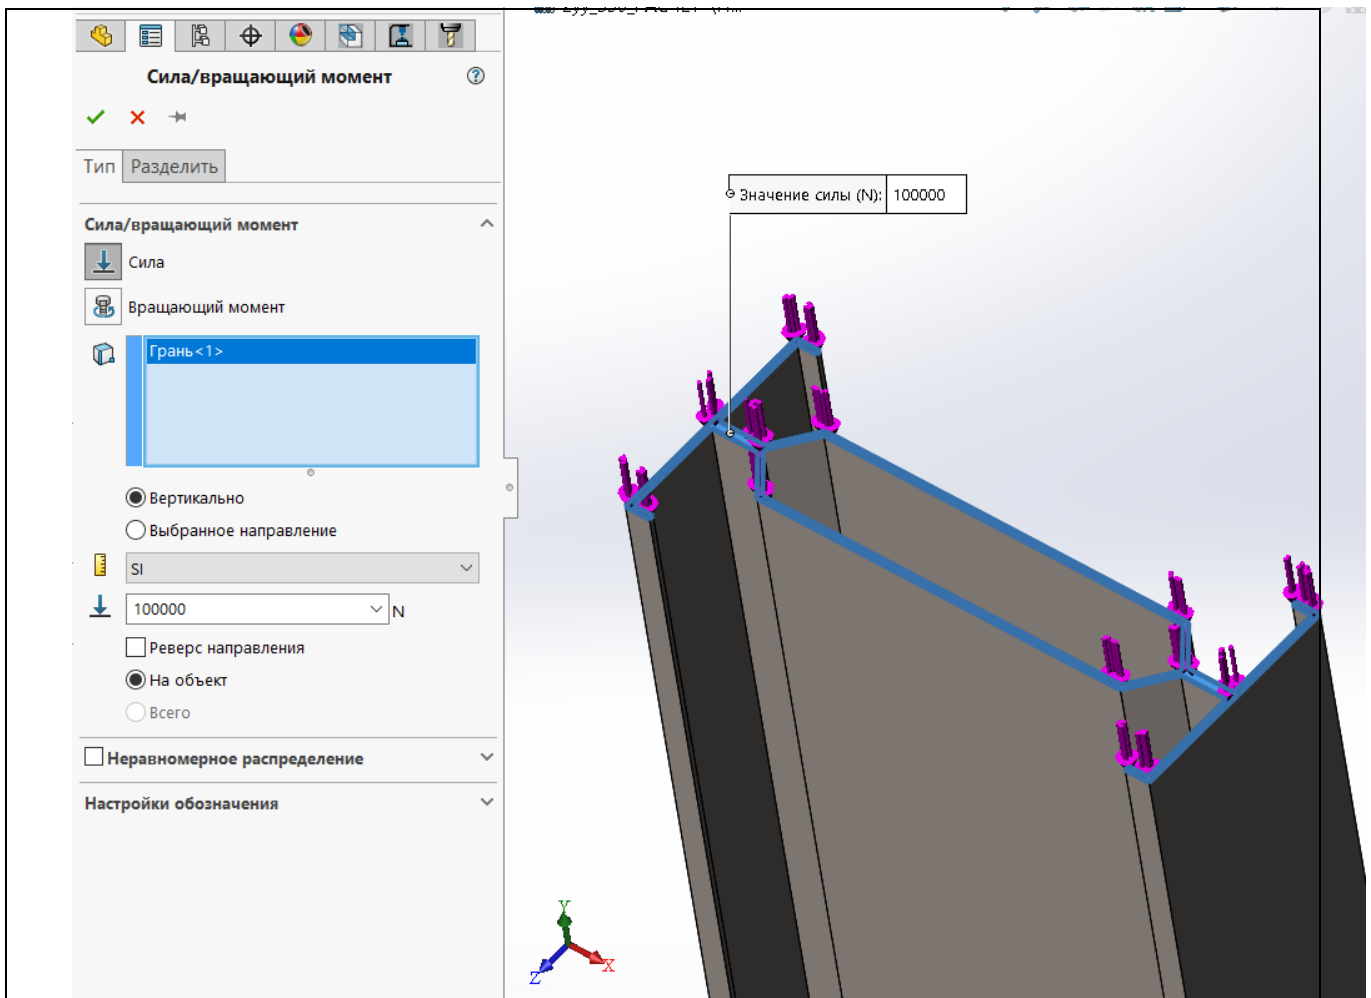 Сила/вращающий момент
Тип Разделить
Сила/вращающий момент
Сила
Вращающий момент
Грань<1>
Вертикально
Выбранное направление
SI
100000 N
Реверс направления
На объект
Всего
Неравномерное распределение
Настройки обозначения
Значение силы (N): 100000
Y
X
Z